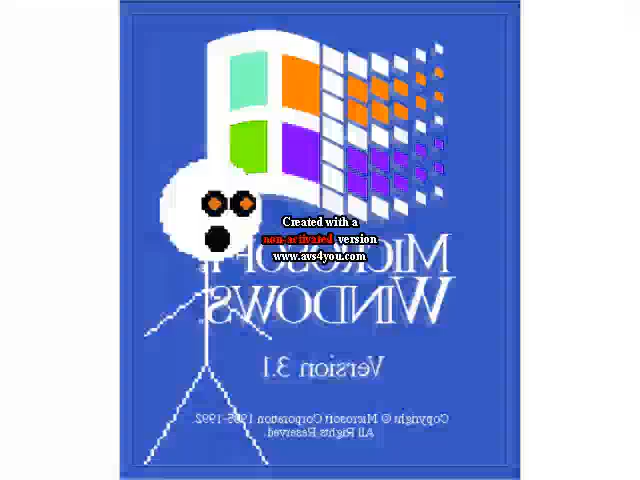 Created with a
non-activated version
www.avs4you.com
MICROSOFT®
WINDOWS™
Version 3.1
Copyright © Microsoft Corporation 1985-1992.
All Rights Reserved.